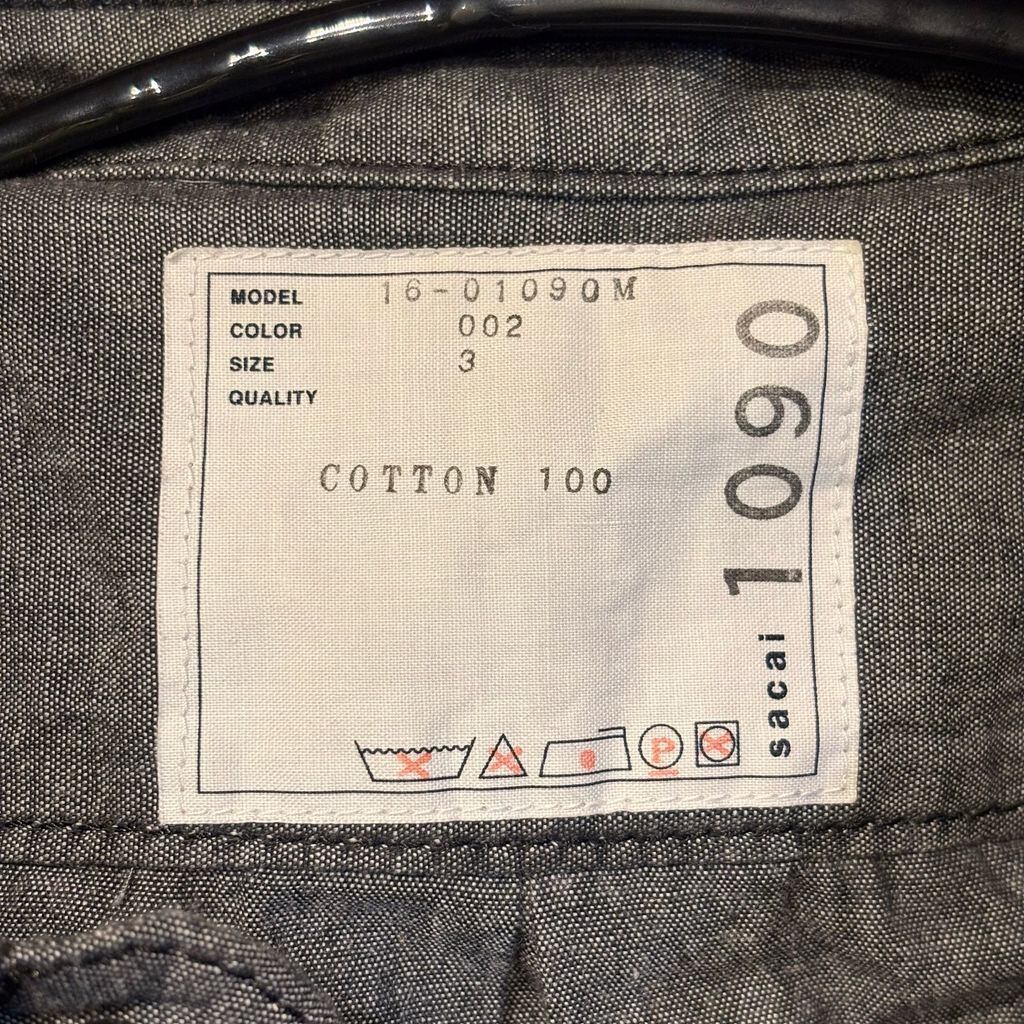 MODEL 16-01090M
COLOR 002
SIZE 3
QUALITY
COTTON 100
sacai 1090
P